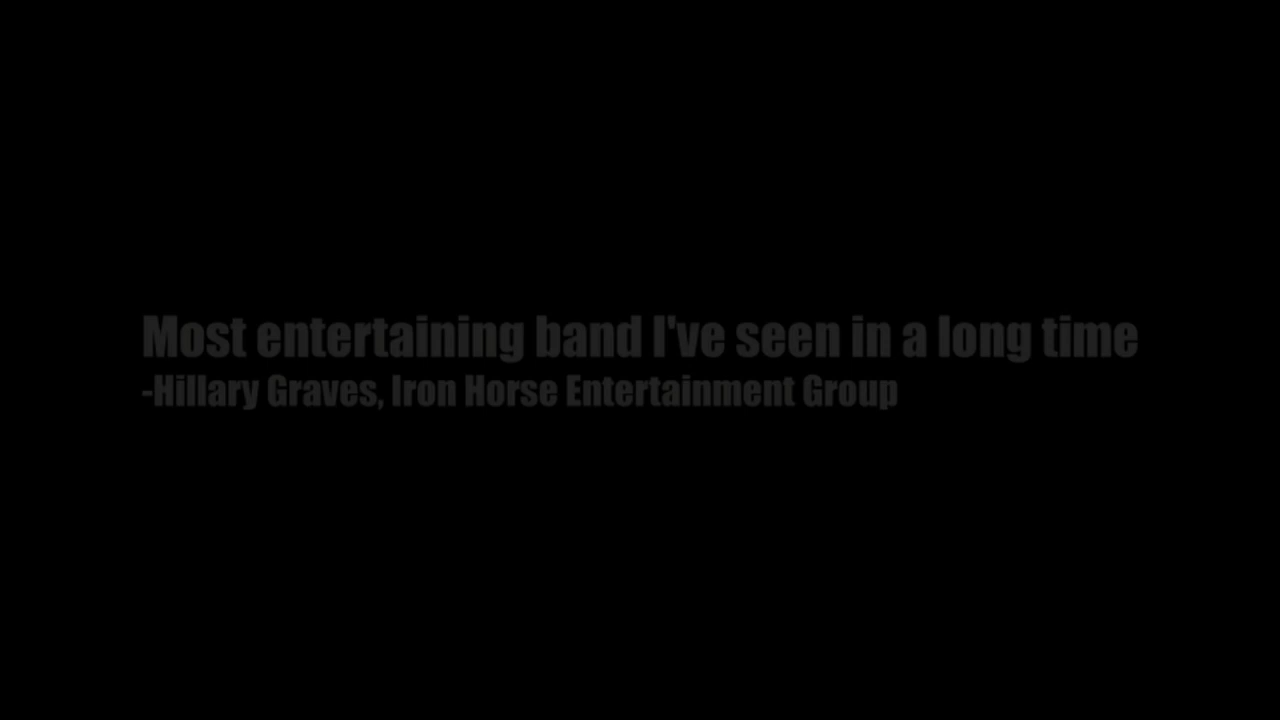 Most entertaining band I've seen in a long time
-Hillary Graves, Iron Horse Entertainment Group